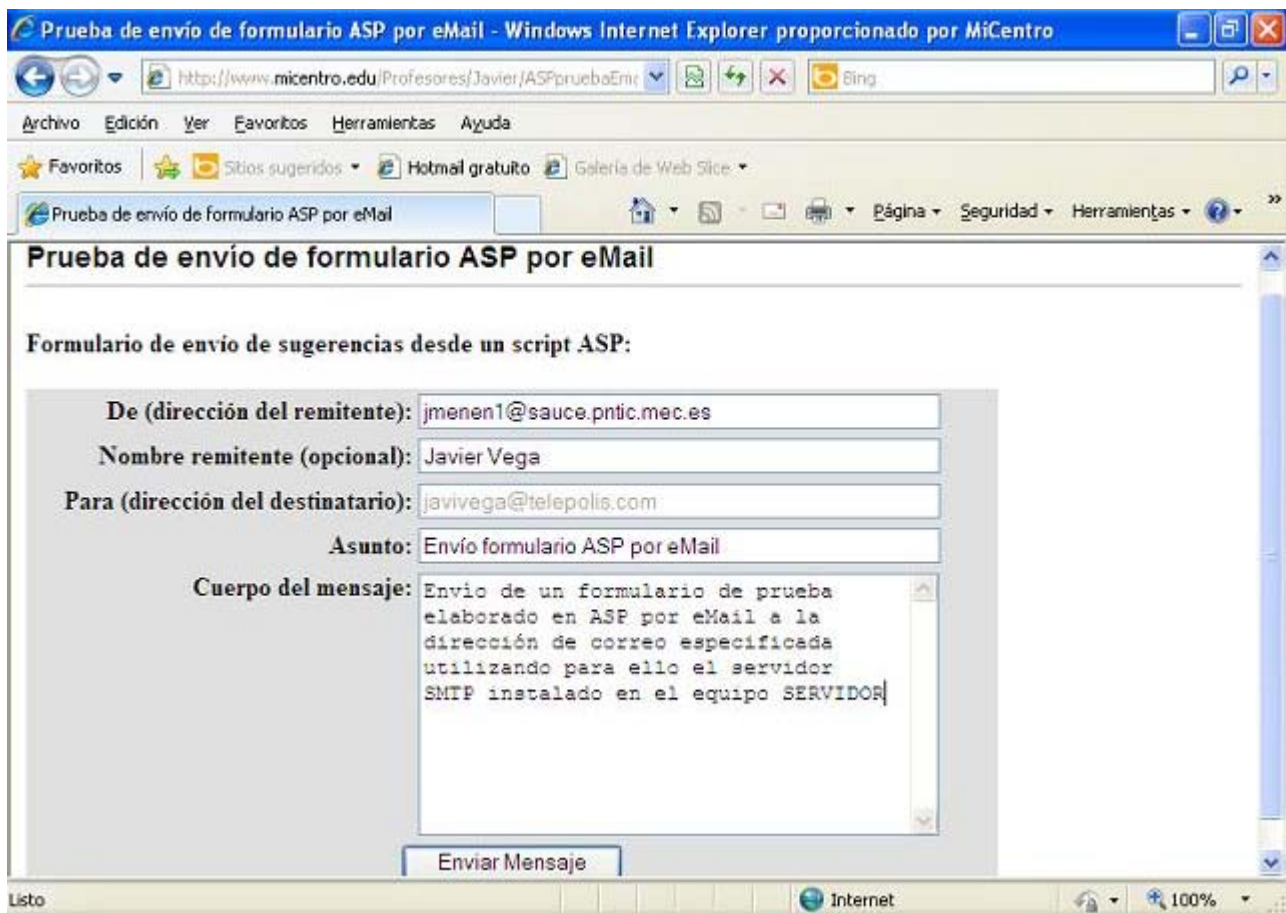 Prueba de envío de formulario ASP por eMail - Windows Internet Explorer proporcionado por MiCentro
http://www.micentro.edu/Profesores/Javier/ASPpruebaEma
Bing
Archivo Edición Ver Favoritos Herramientas Ayuda
Favoritos Sitios sugeridos Hotmail gratuito Galería de Web Slice
Prueba de envío de formulario ASP por eMail Página Seguridad Herramientas
Prueba de envío de formulario ASP por eMail
Formulario de envío de sugerencias desde un script ASP:
De (dirección del remitente): jmenen1@sauce.pntic.mec.es
Nombre remitente (opcional): Javier Vega
Para (dirección del destinatario): javivega@telepolis.com
Asunto: Envío formulario ASP por eMail
Cuerpo del mensaje: Envio de un formulario de prueba
elaborado en ASP por eMail a la
dirección de correo especificada
utilizando para ello el servidor
SMTP instalado en el equipo SERVIDOR
Enviar Mensaje
Listo Internet 100%